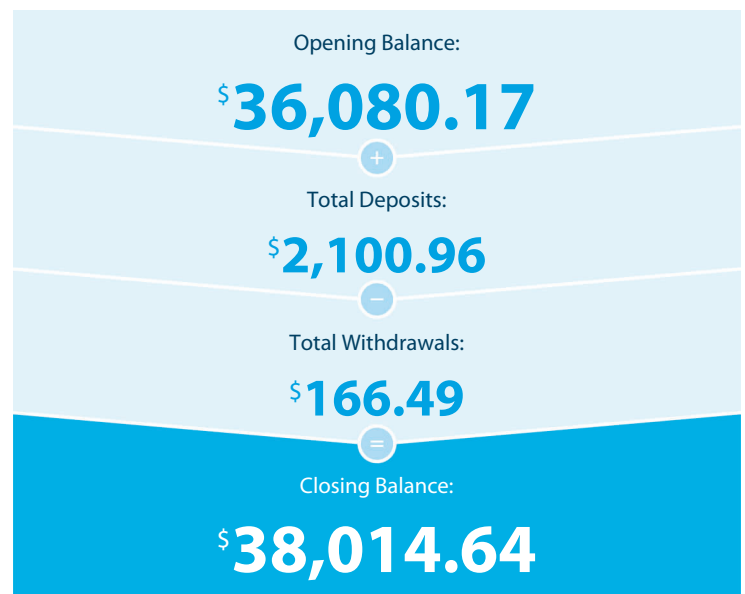 Opening Balance:
$36,080.17
+
Total Deposits:
$2,100.96
−
Total Withdrawals:
$166.49
=
Closing Balance:
$38,014.64